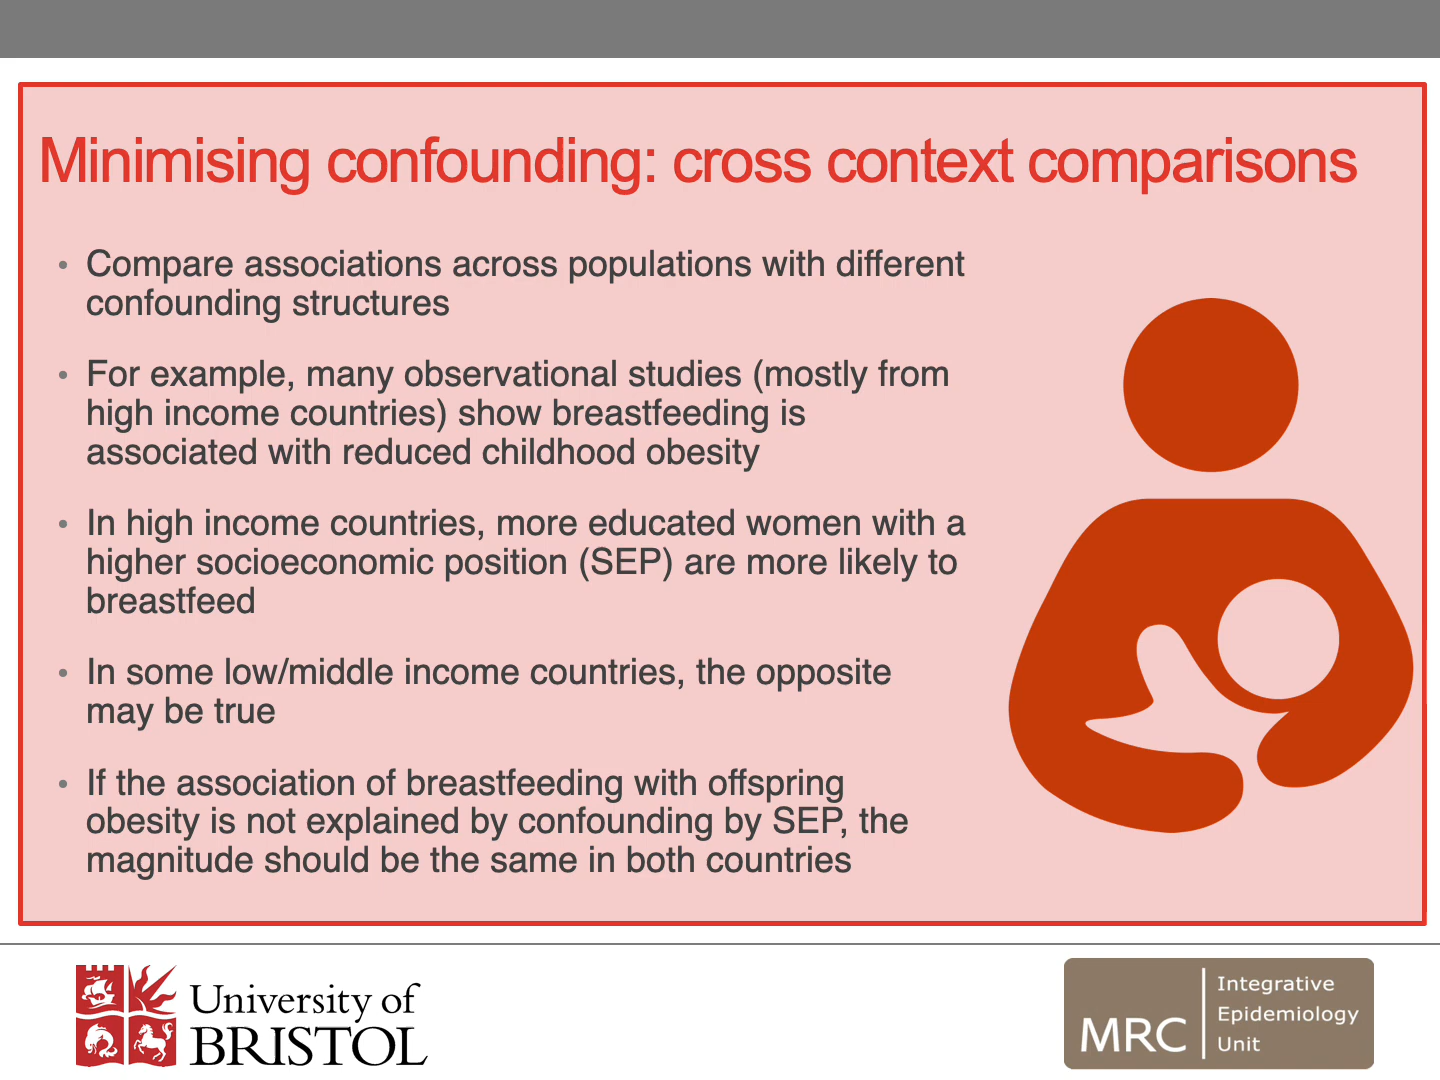 Minimising confounding: cross context comparisons
• Compare associations across populations with different
confounding structures
• For example, many observational studies (mostly from
high income countries) show breastfeeding is
associated with reduced childhood obesity
• In high income countries, more educated women with a
higher socioeconomic position (SEP) are more likely to
breastfeed
• In some low/middle income countries, the opposite
may be true
• If the association of breastfeeding with offspring
obesity is not explained by confounding by SEP, the
magnitude should be the same in both countries
University of
BRISTOL
MRC
Integrative
Epidemiology
Unit